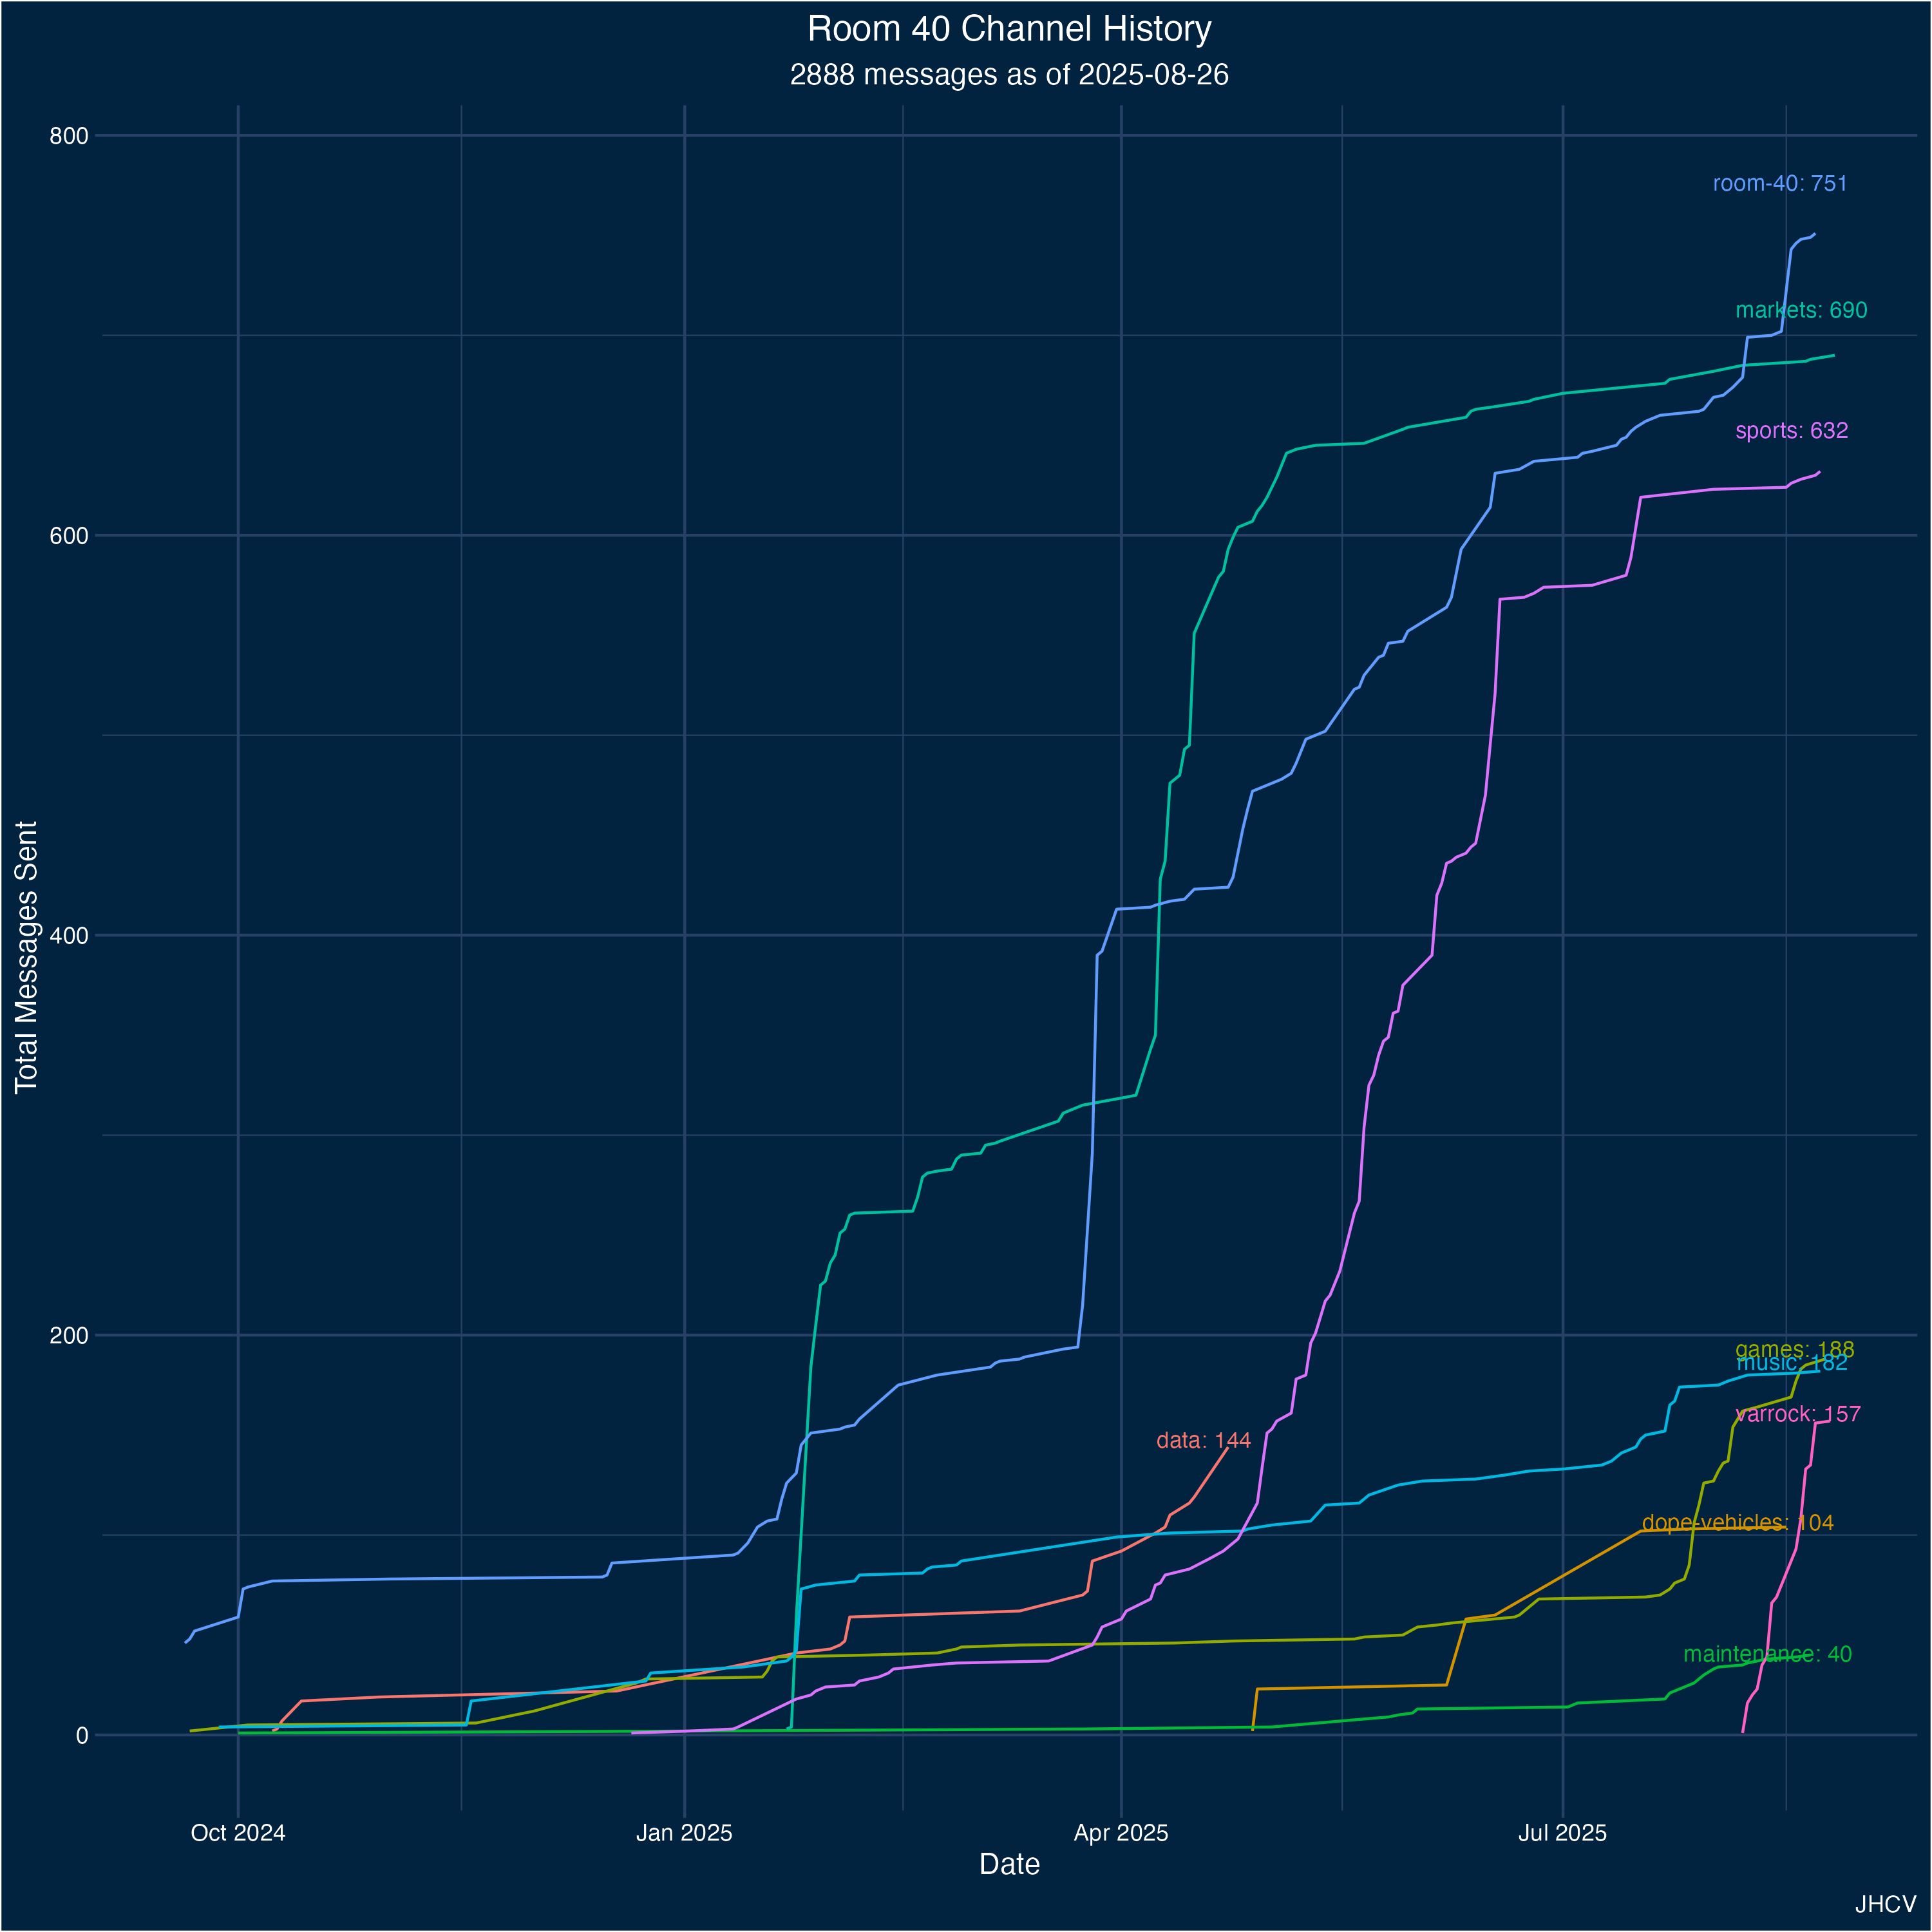 Room 40 Channel History
2888 messages as of 2025-08-26
800
room-40: 751
markets: 690
sports: 632
600
Total Messages Sent
400
200
games: 188
music: 182
varrock: 157
data: 144
dope-vehicles: 104
maintenance: 40
0
Oct 2024
Jan 2025
Apr 2025
Jul 2025
Date
JHCV